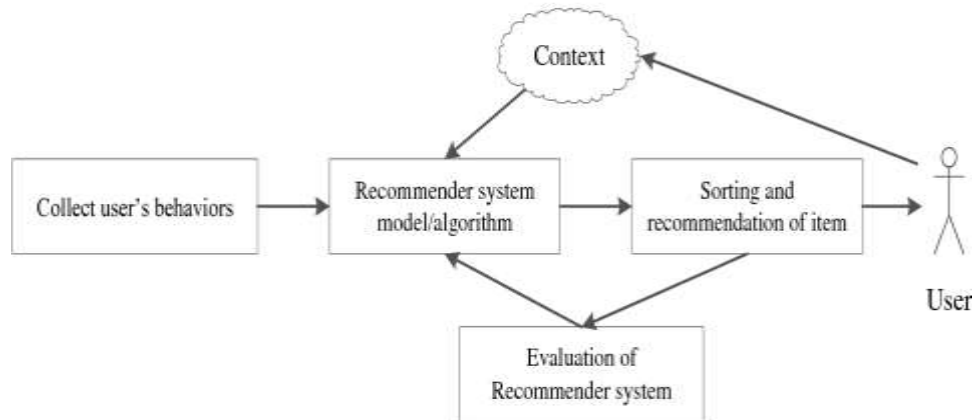 Context
Collect user's behaviors
Recommender system
model/algorithm
Sorting and
recommendation of item
User
Evaluation of
Recommender system